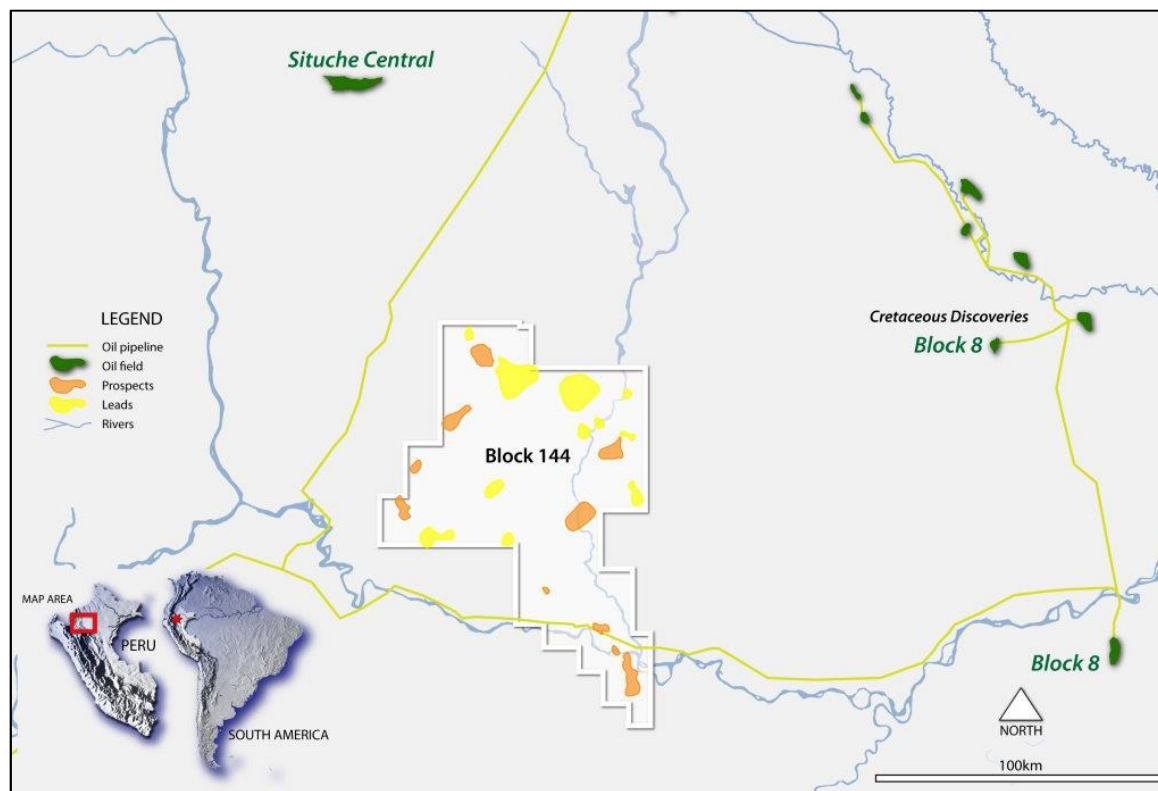 Situche Central
LEGEND
Oil pipeline
Oil field
Prospects
Leads
Rivers
Cretaceous Discoveries
Block 8
Block 144
MAP AREA
PERU
SOUTH AMERICA
Block 8
NORTH
100km